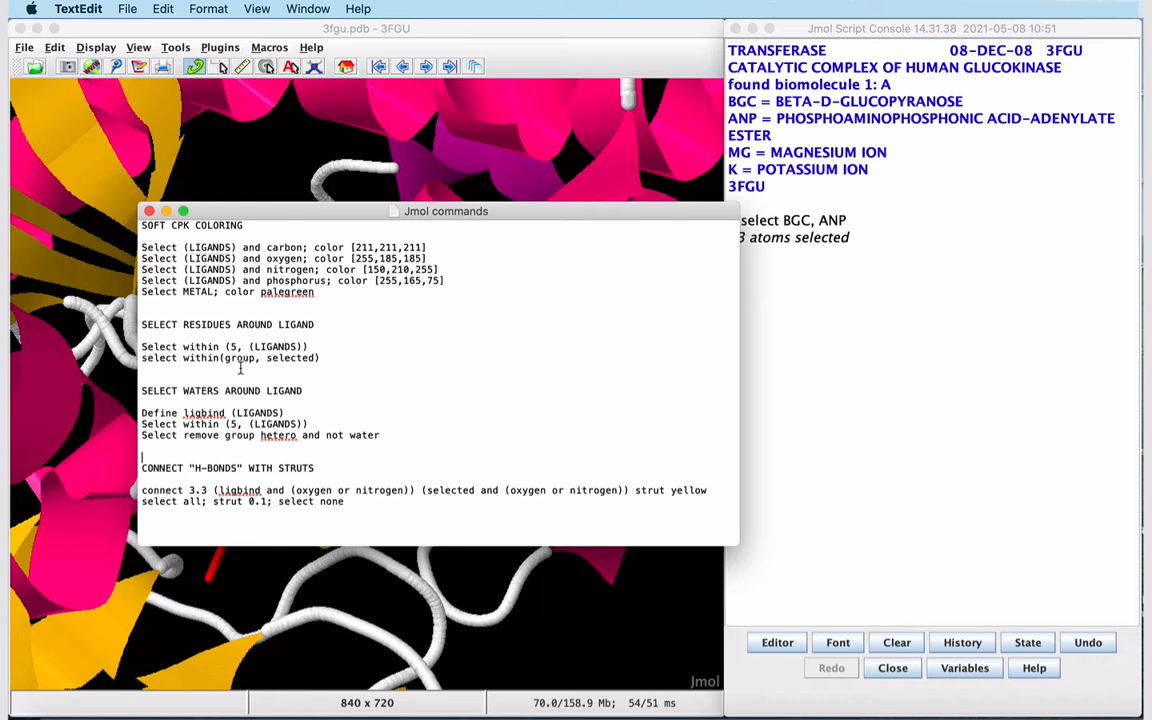 TextEdit File Edit Format View Window Help
3fgu.pdb - 3FGU
File Edit Display View Tools Plugins Macros Help
Jmol Script Console 14.31.38 2021-05-08 10:51
TRANSFERASE 08-DEC-08 3FGU
CATALYTIC COMPLEX OF HUMAN GLUCOKINASE
found biomolecule 1: A
BGC = BETA-D-GLUCOPYRANOSE
ANP = PHOSPHOAMINOPHOSPHONIC ACID-ADENYLATE
ESTER
MG = MAGNESIUM ION
K = POTASSIUM ION
3FGU
select BGC, ANP
atoms selected
Jmol commands
SOFT CPK COLORING
Select (LIGANDS) and carbon; color [211,211,211]
Select (LIGANDS) and oxygen; color [255,185,185]
Select (LIGANDS) and nitrogen; color [150,210,255]
Select (LIGANDS) and phosphorus; color [255,165,75]
Select METAL; color palegreen
SELECT RESIDUES AROUND LIGAND
Select within (5, (LIGANDS))
select within(group, selected)
SELECT WATERS AROUND LIGAND
Define ligbind (LIGANDS)
Select within (5, (LIGANDS))
Select remove group hetero and not water
CONNECT "H-BONDS" WITH STRUTS
connect 3.3 (ligbind and (oxygen or nitrogen)) (selected and (oxygen or nitrogen)) strut yellow
select all; strut 0.1; select none
Editor Font Clear History State Undo
Redo Close Variables Help
Jmol
840 x 720
70.0/158.9 Mb; 54/51 ms